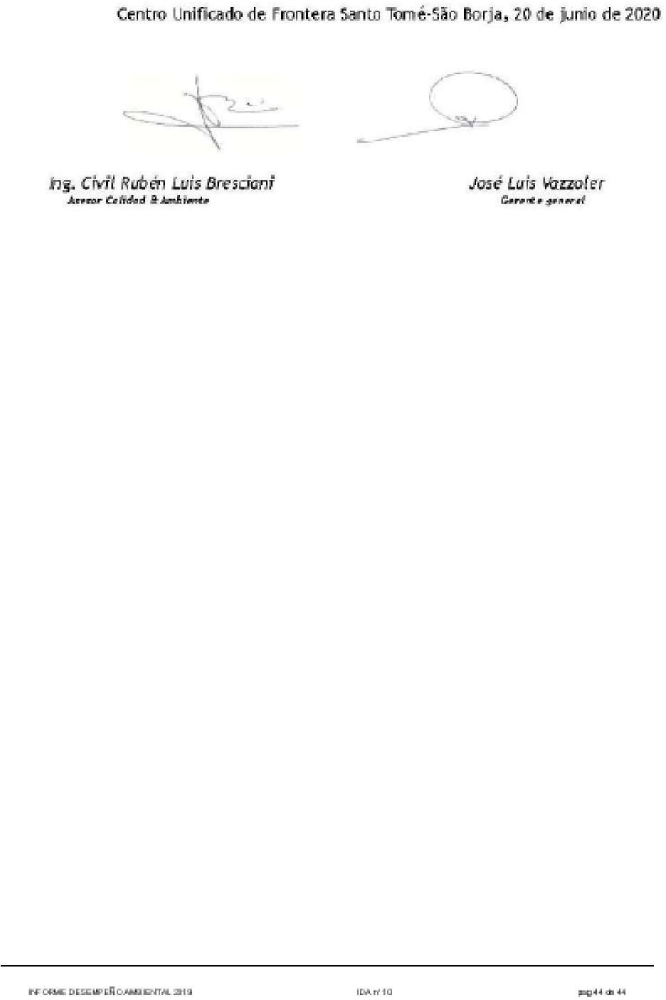 Centro Unificado de Frontera Santo Tomé-São Borja, 20 de junio de 2020
Ing. Civil Rubén Luis Bresciani
José Luis Vazzoler
Asesor Calidad & Ambiente
Gerente general
INFORME DESEMPEÑO AMBIENTAL 2019
IDA nº 10
pag 44 de 44